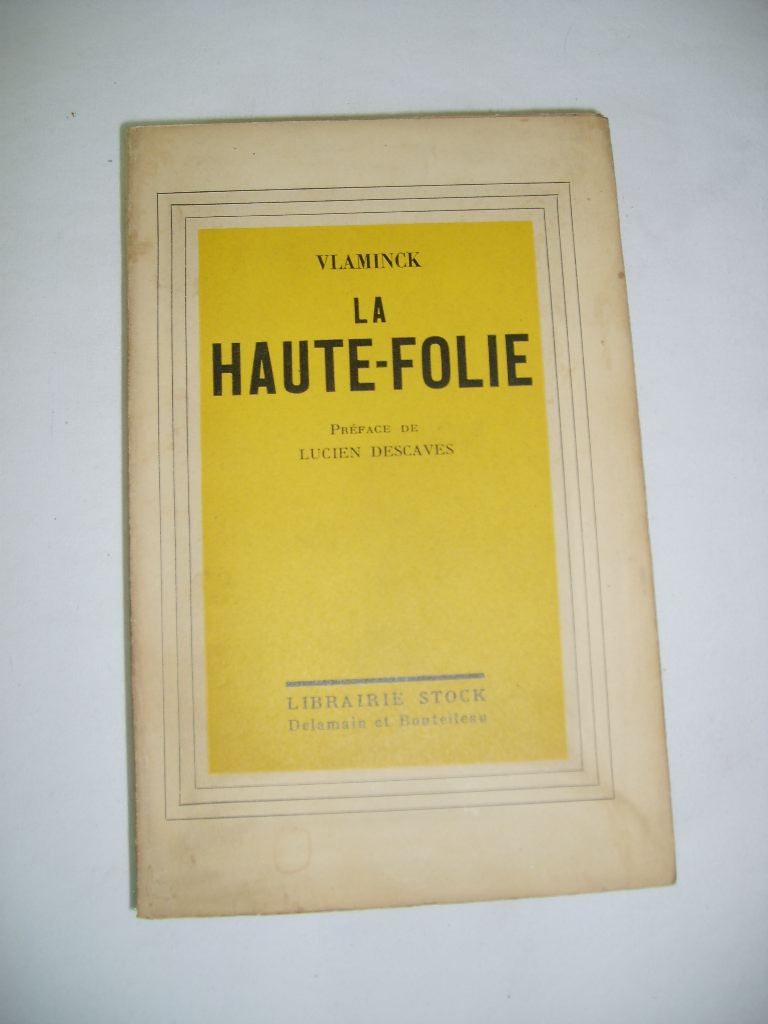 VLAMINCK
LA
HAUTE-FOLIE
PRÉFACE DE
LUCIEN DESCAVES
LIBRAIRIE STOCK
Delamain et Boutelleau